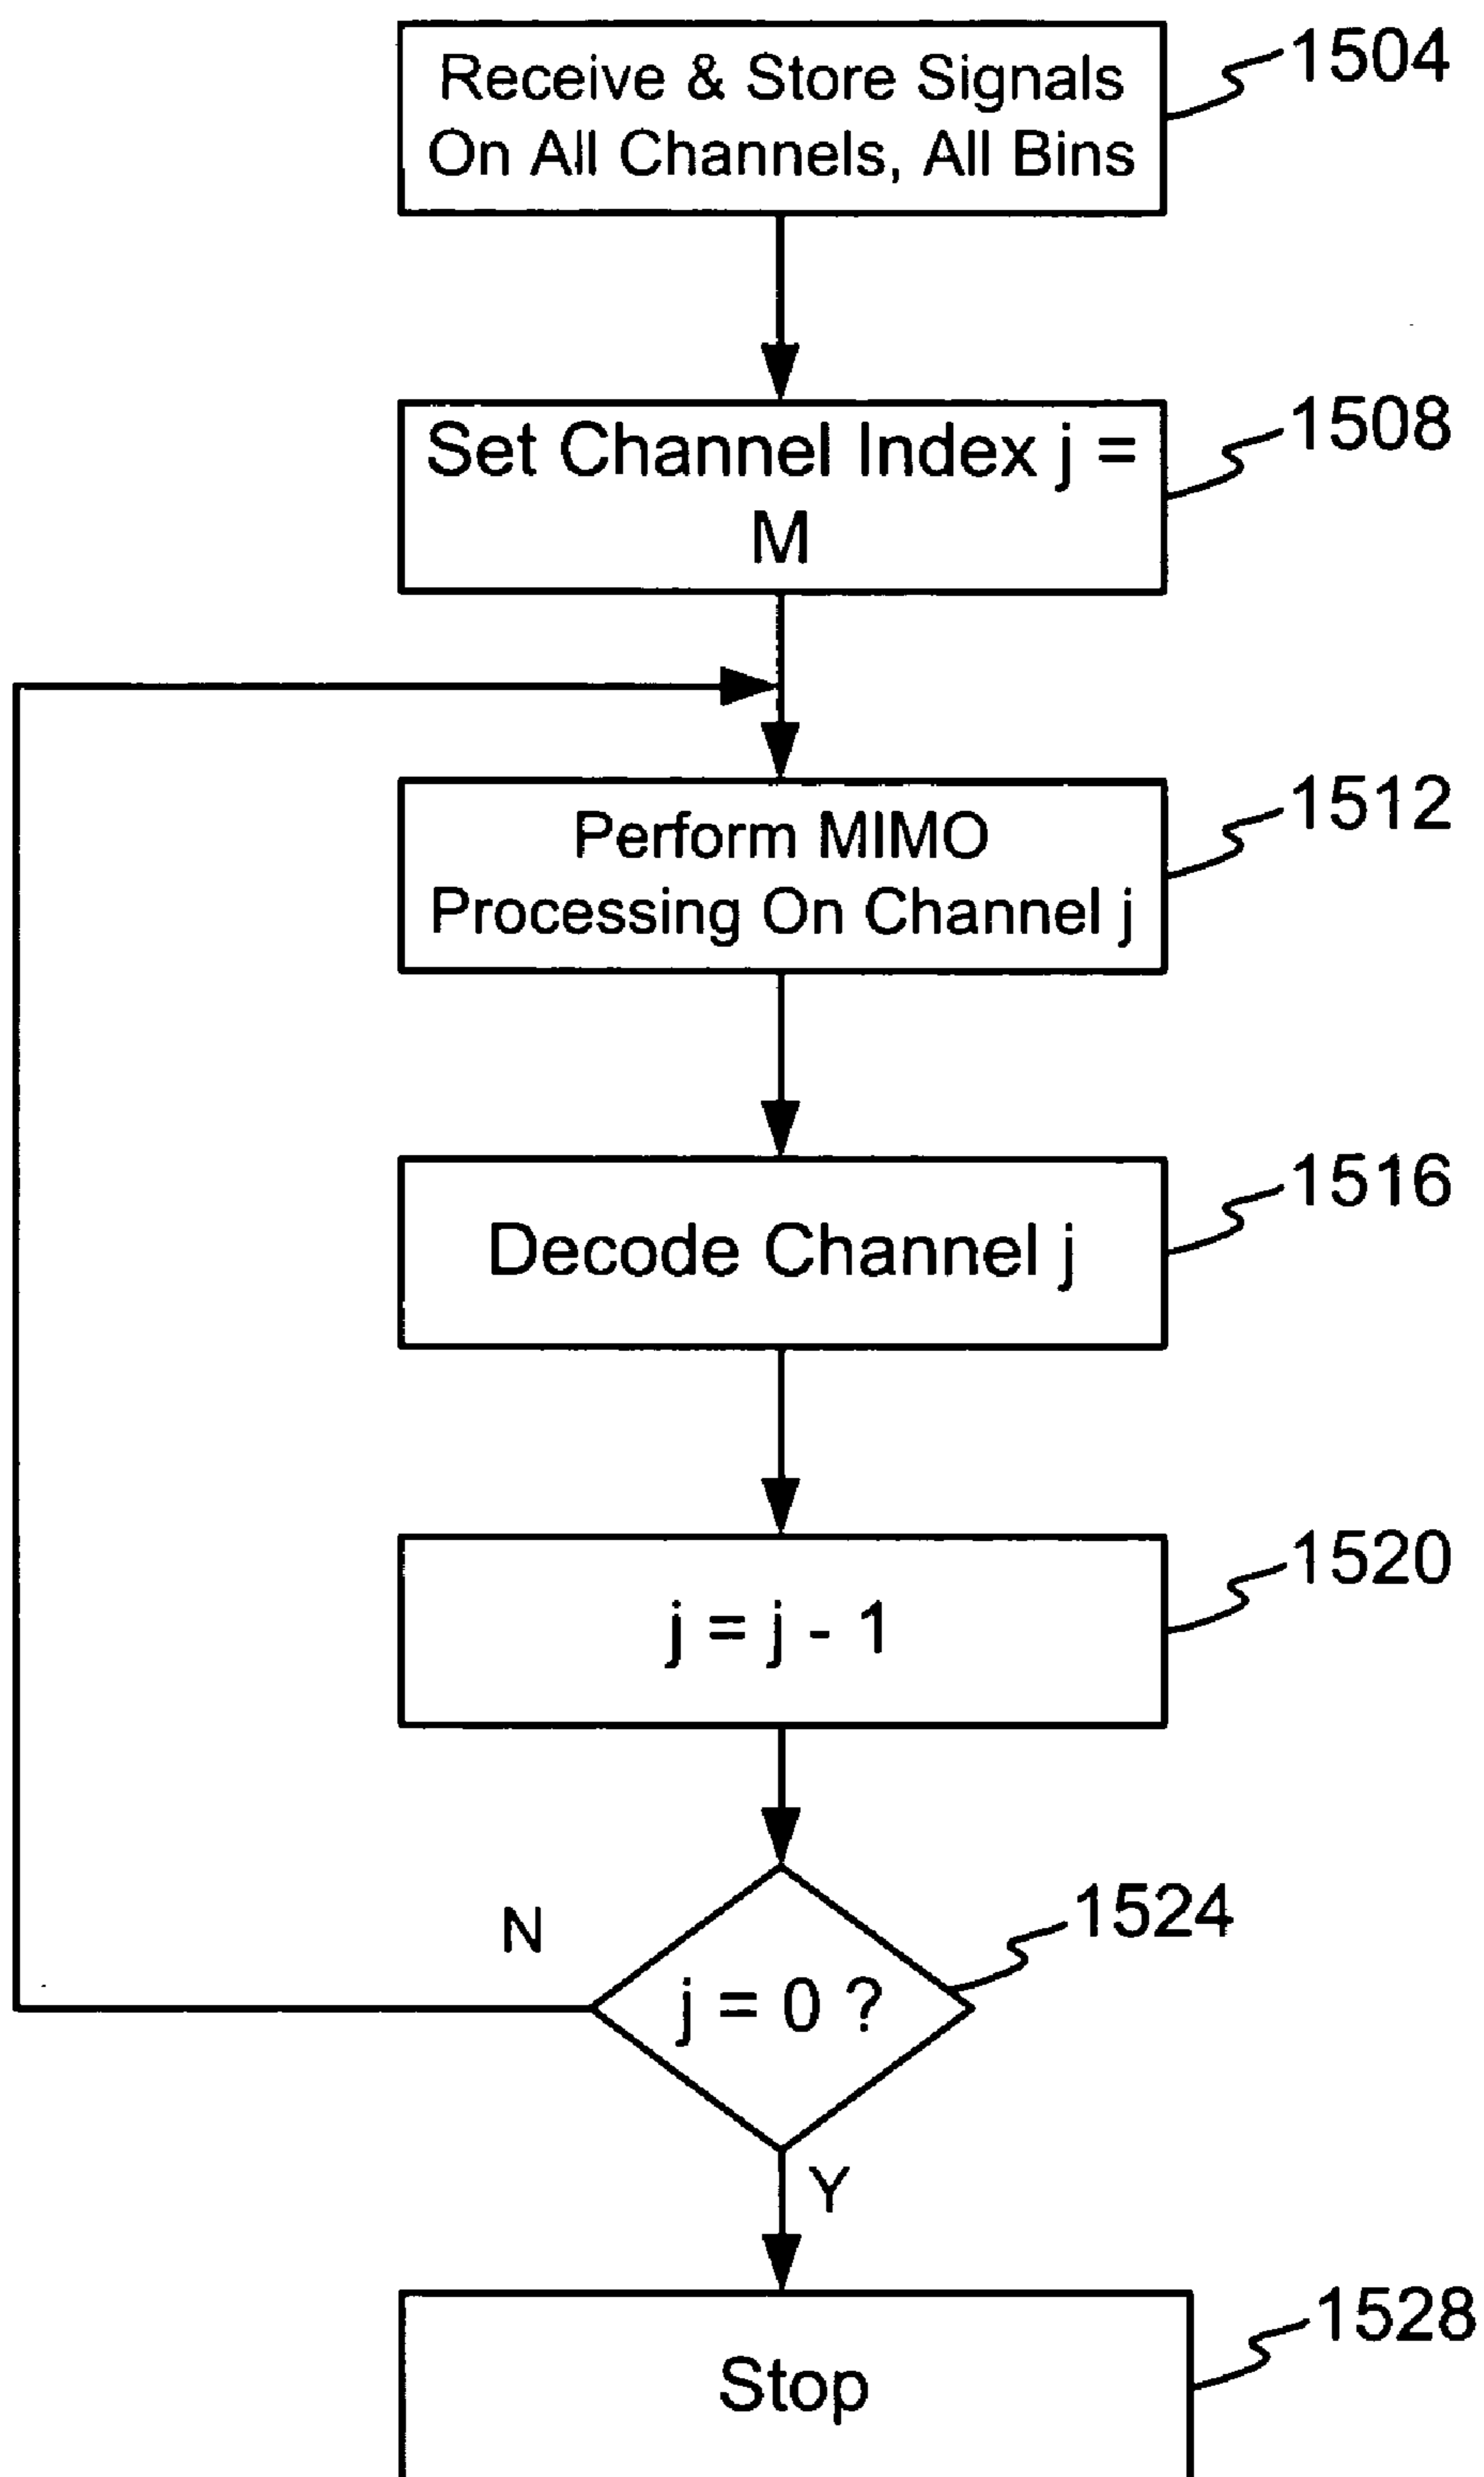 Receive & Store Signals
On All Channels, All Bins
1504
Set Channel Index j =
M
1508
Perform MIMO
Processing On Channel j
1512
Decode Channel j
1516
j = j - 1
1520
N
j = 0 ?
1524
Y
Stop
1528